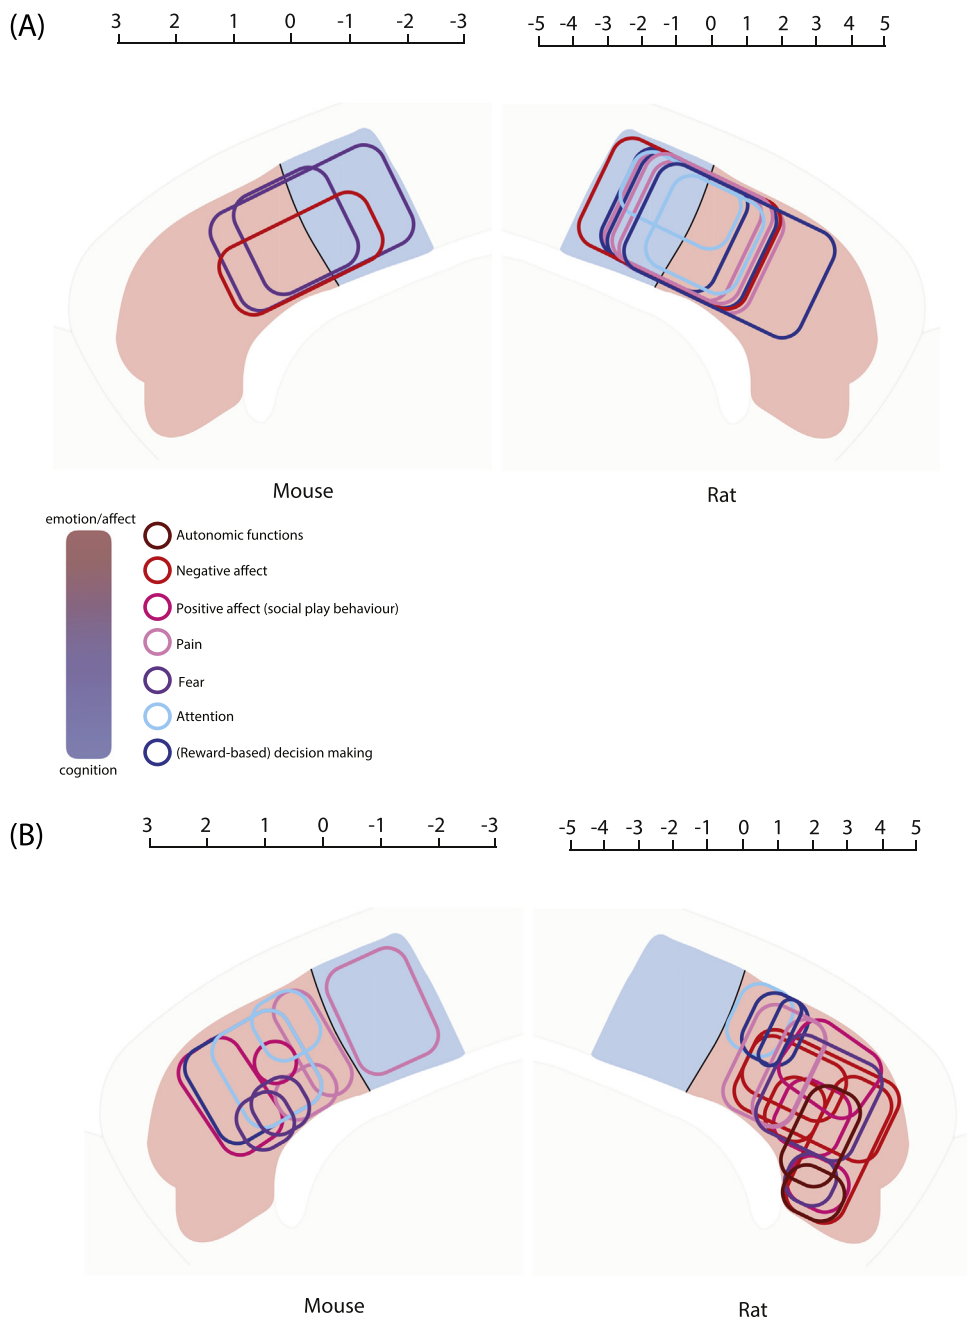 (A)
3 2 1 0 -1 -2 -3
-5 -4 -3 -2 -1 0 1 2 3 4 5
Mouse
Rat
emotion/affect
cognition
Autonomic functions
Negative affect
Positive affect (social play behaviour)
Pain
Fear
Attention
(Reward-based) decision making
(B)
3 2 1 0 -1 -2 -3
-5 -4 -3 -2 -1 0 1 2 3 4 5
Mouse
Rat